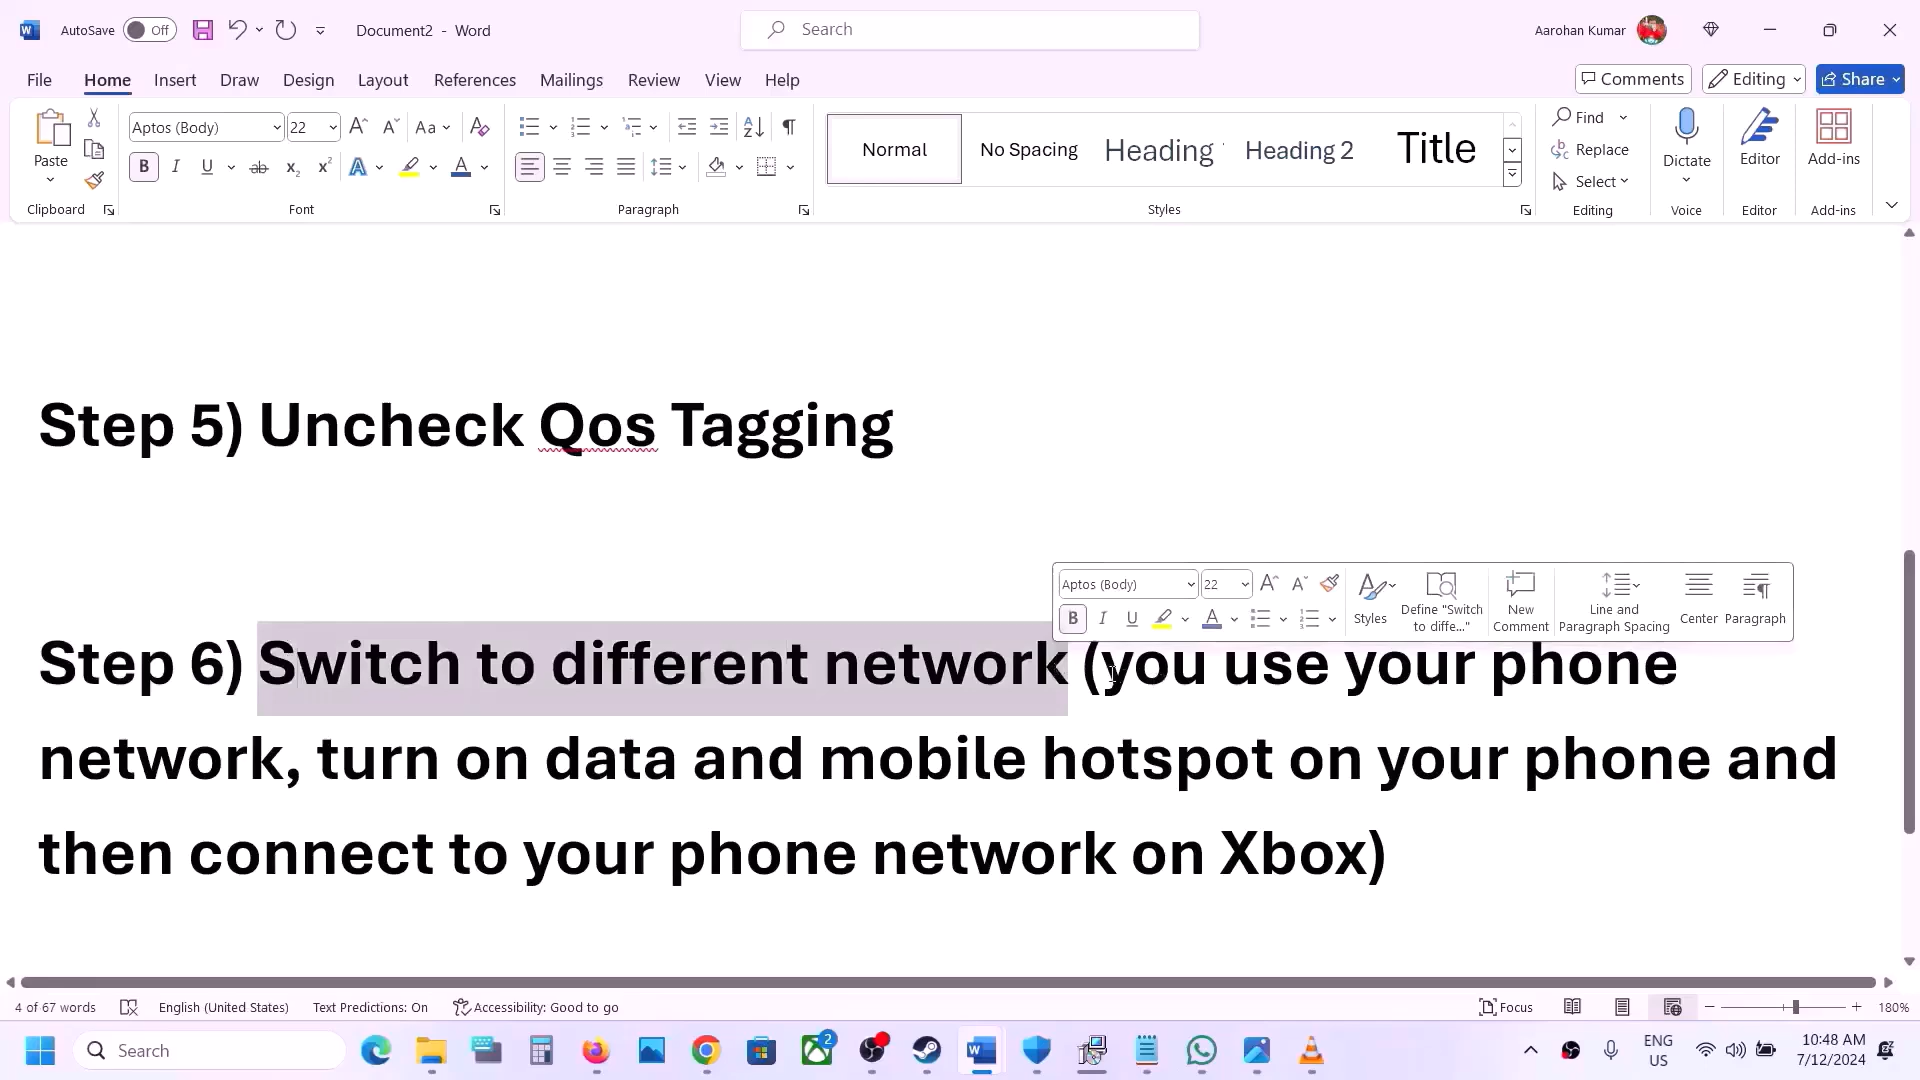 AutoSave Off Document2 - Word Search Aarohan Kumar
File Home Insert Draw Design Layout References Mailings Review View Help Comments Editing Share
Aptos (Body) 22 Aa
Paste
B I U ab x₂ x² A A
Normal No Spacing Heading Heading 2 Title
Find
Replace
Select
Dictate Editor Add-ins
Clipboard Font Paragraph Styles Editing Voice Editor Add-ins
Step 5) Uncheck Qos Tagging
Aptos (Body) 22
B I U A
Styles
Define "Switch
to diffe..."
New
Comment
Line and
Paragraph Spacing
Center
Paragraph
Step 6) Switch to different network (you use your phone
network, turn on data and mobile hotspot on your phone and
then connect to your phone network on Xbox)
4 of 67 words English (United States) Text Predictions: On Accessibility: Good to go Focus 180%
Search 2 ENG
US
10:48 AM
7/12/2024